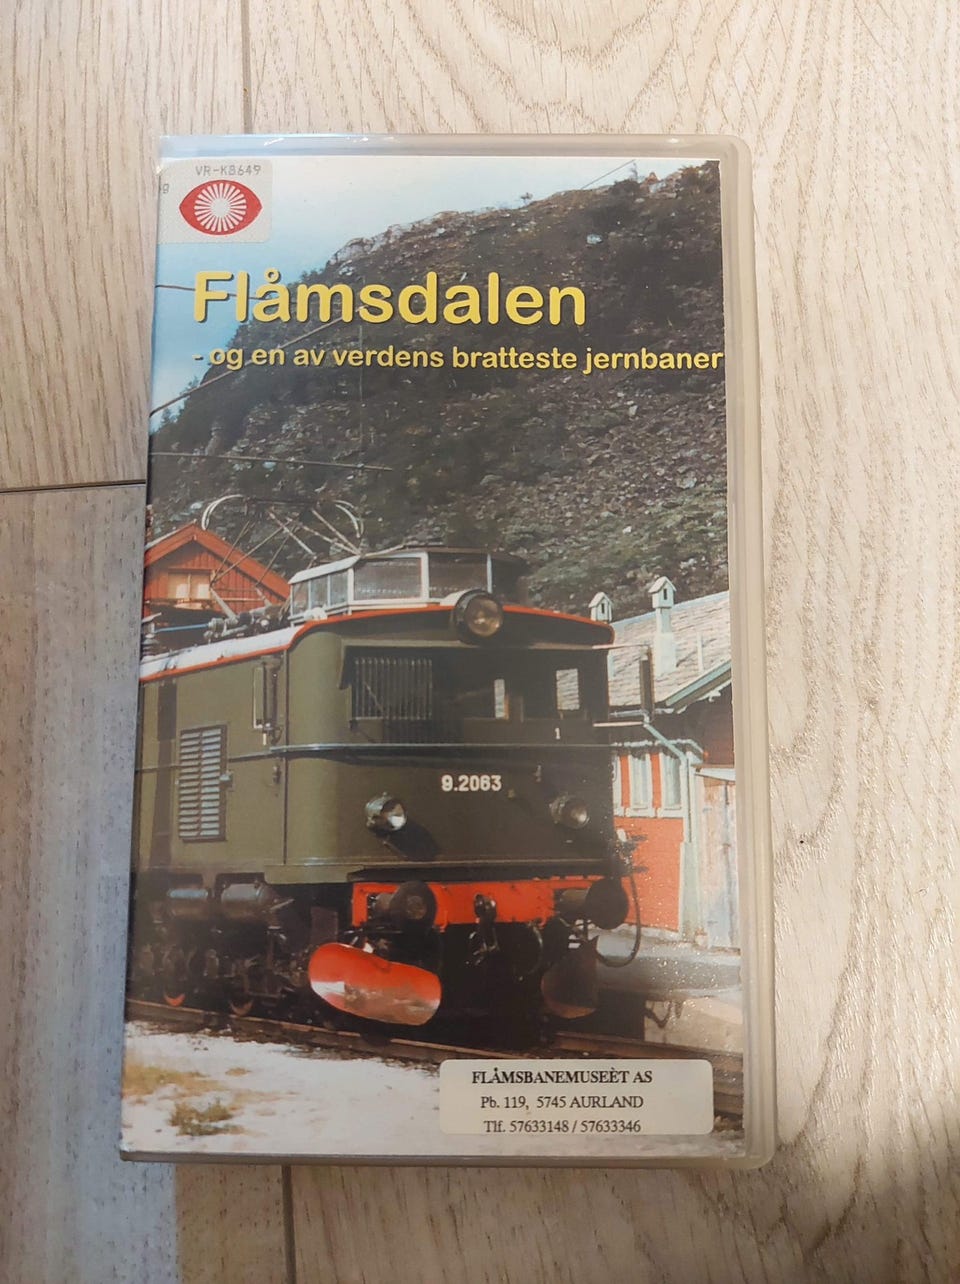 VR-K8649
Flåmsdalen
- og en av verdens bratteste jernbaner
1
9.2063
FLÅMSBANEMUSEÈT AS
Pb. 119, 5745 AURLAND
Tlf. 57633148 / 57633346